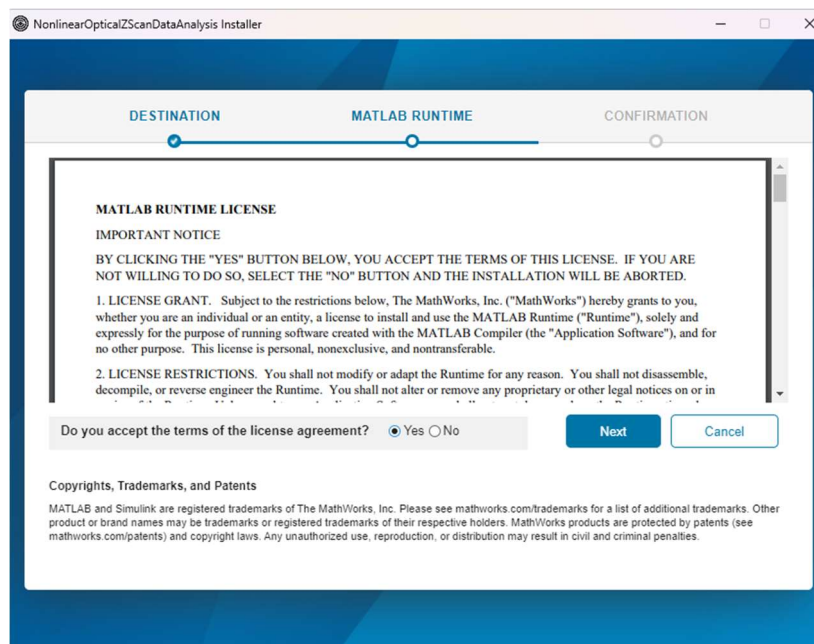 NonlinearOpticalZScanDataAnalysis Installer
DESTINATION
MATLAB RUNTIME
CONFIRMATION
MATLAB RUNTIME LICENSE
IMPORTANT NOTICE
BY CLICKING THE "YES" BUTTON BELOW, YOU ACCEPT THE TERMS OF THIS LICENSE. IF YOU ARE
NOT WILLING TO DO SO, SELECT THE "NO" BUTTON AND THE INSTALLATION WILL BE ABORTED.
1. LICENSE GRANT. Subject to the restrictions below, The MathWorks, Inc. ("MathWorks") hereby grants to you,
whether you are an individual or an entity, a license to install and use the MATLAB Runtime ("Runtime"), solely and
expressly for the purpose of running software created with the MATLAB Compiler (the "Application Software"), and for
no other purpose. This license is personal, nonexclusive, and nontransferable.
2. LICENSE RESTRICTIONS. You shall not modify or adapt the Runtime for any reason. You shall not disassemble,
decompile, or reverse engineer the Runtime. You shall not alter or remove any proprietary or other legal notices on or in
Do you accept the terms of the license agreement? Yes No
Next
Cancel
Copyrights, Trademarks, and Patents
MATLAB and Simulink are registered trademarks of The MathWorks, Inc. Please see mathworks.com/trademarks for a list of additional trademarks. Other
product or brand names may be trademarks or registered trademarks of their respective holders. MathWorks products are protected by patents (see
mathworks.com/patents) and copyright laws. Any unauthorized use, reproduction, or distribution may result in civil and criminal penalties.